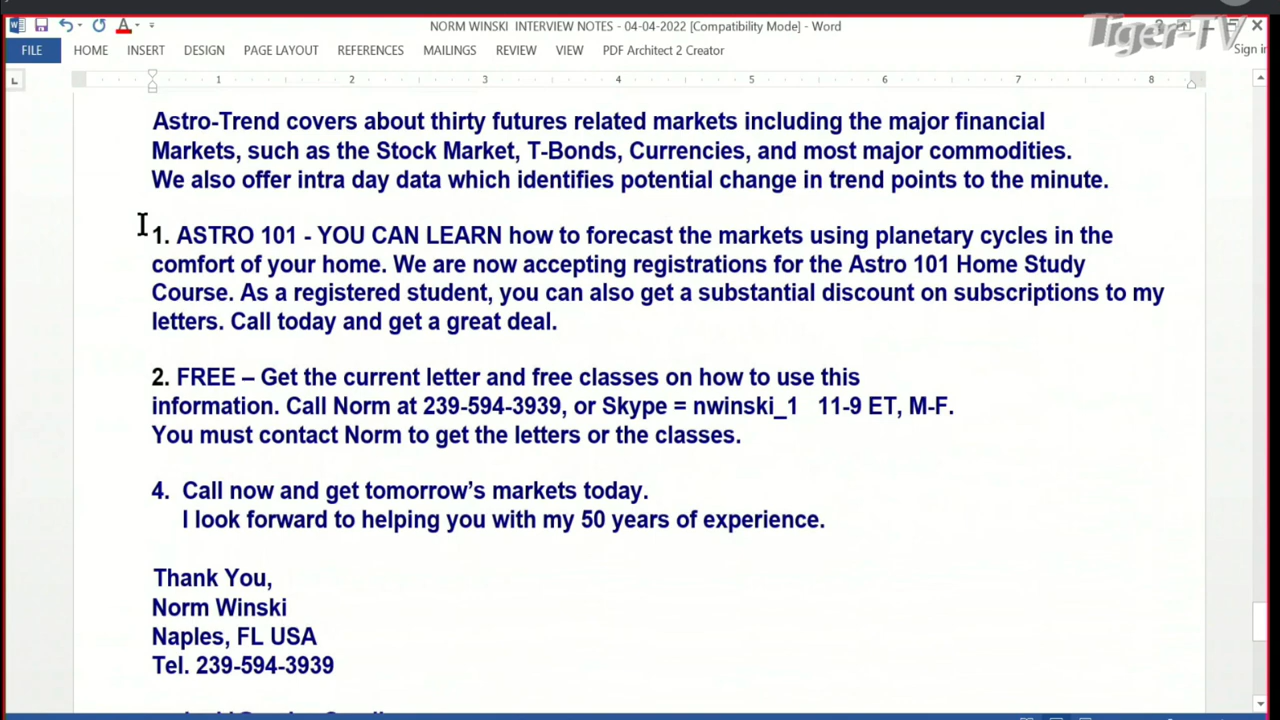 NORM WINSKI  INTERVIEW NOTES - 04-04-2022 [Compatibility Mode] - Word
Tiger-TV
FILE HOME INSERT DESIGN PAGE LAYOUT REFERENCES MAILINGS REVIEW VIEW PDF Architect 2 Creator Sign in
1 2 3 4 5 6 7 8
Astro-Trend covers about thirty futures related markets including the major financial
Markets, such as the Stock Market, T-Bonds, Currencies, and most major commodities.
We also offer intra day data which identifies potential change in trend points to the minute.
1. ASTRO 101 - YOU CAN LEARN how to forecast the markets using planetary cycles in the
comfort of your home. We are now accepting registrations for the Astro 101 Home Study
Course. As a registered student, you can also get a substantial discount on subscriptions to my
letters. Call today and get a great deal.
2. FREE – Get the current letter and free classes on how to use this
information. Call Norm at 239-594-3939, or Skype = nwinski_1   11-9 ET, M-F.
You must contact Norm to get the letters or the classes.
4.  Call now and get tomorrow’s markets today.
I look forward to helping you with my 50 years of experience.
Thank You,
Norm Winski
Naples, FL USA
Tel. 239-594-3939